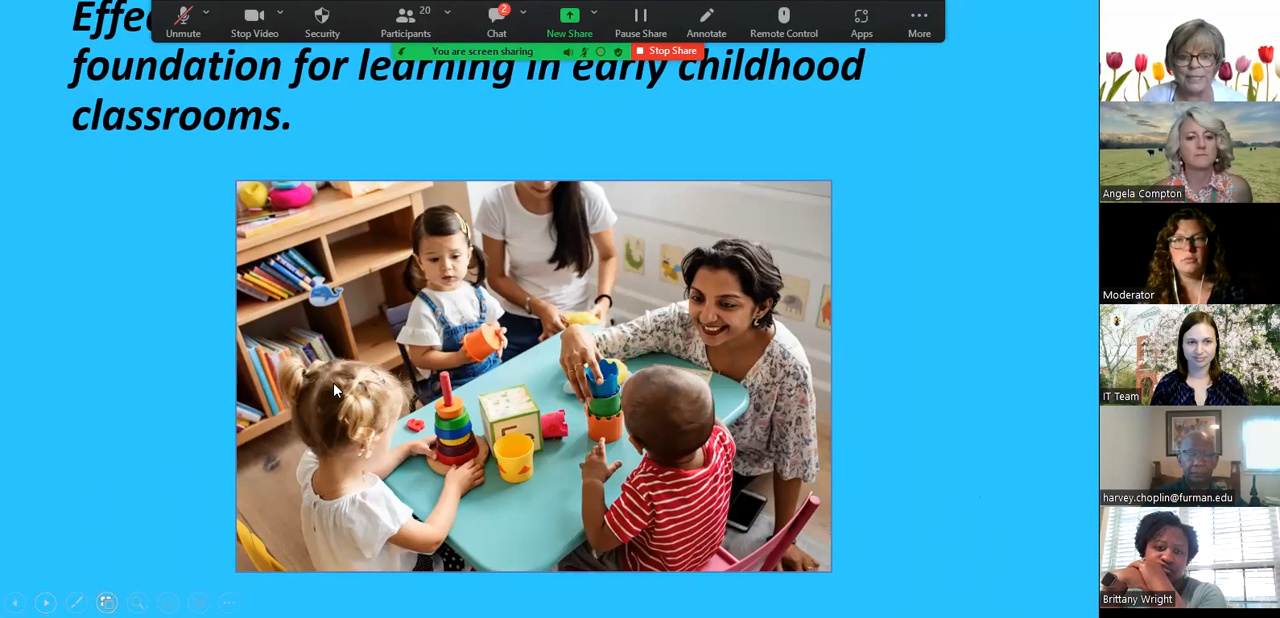 Unmute
Stop Video
Security
20
Participants
2
Chat
New Share
Pause Share
Annotate
Remote Control
Apps
More
You are screen sharing
Stop Share
foundation for learning in early childhood
classrooms.
Angela Compton
Moderator
IT Team
harvey.choplin@furman.edu
Brittany Wright